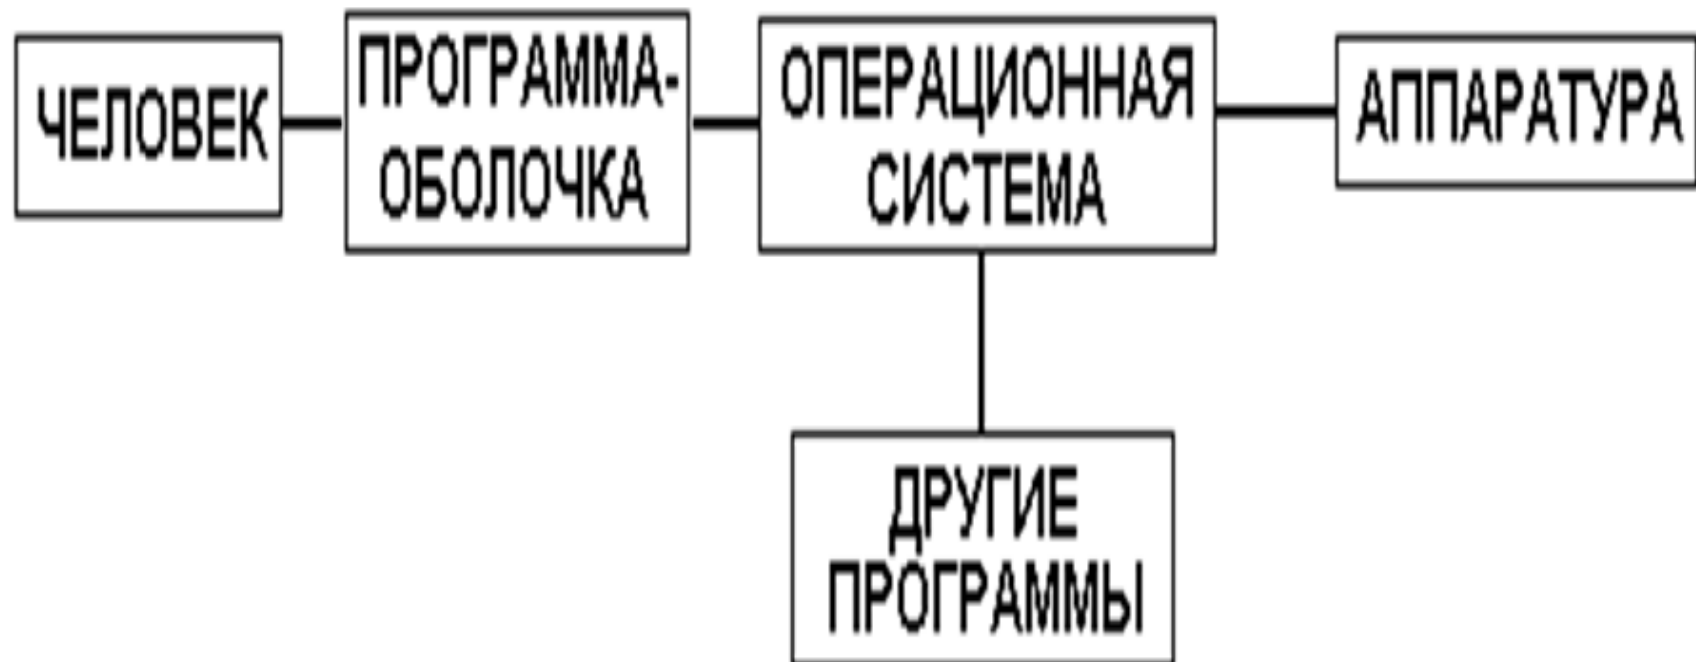 ЧЕЛОВЕК
ПРОГРАММА-
ОБОЛОЧКА
ОПЕРАЦИОННАЯ
СИСТЕМА
АППАРАТУРА
ДРУГИЕ
ПРОГРАММЫ